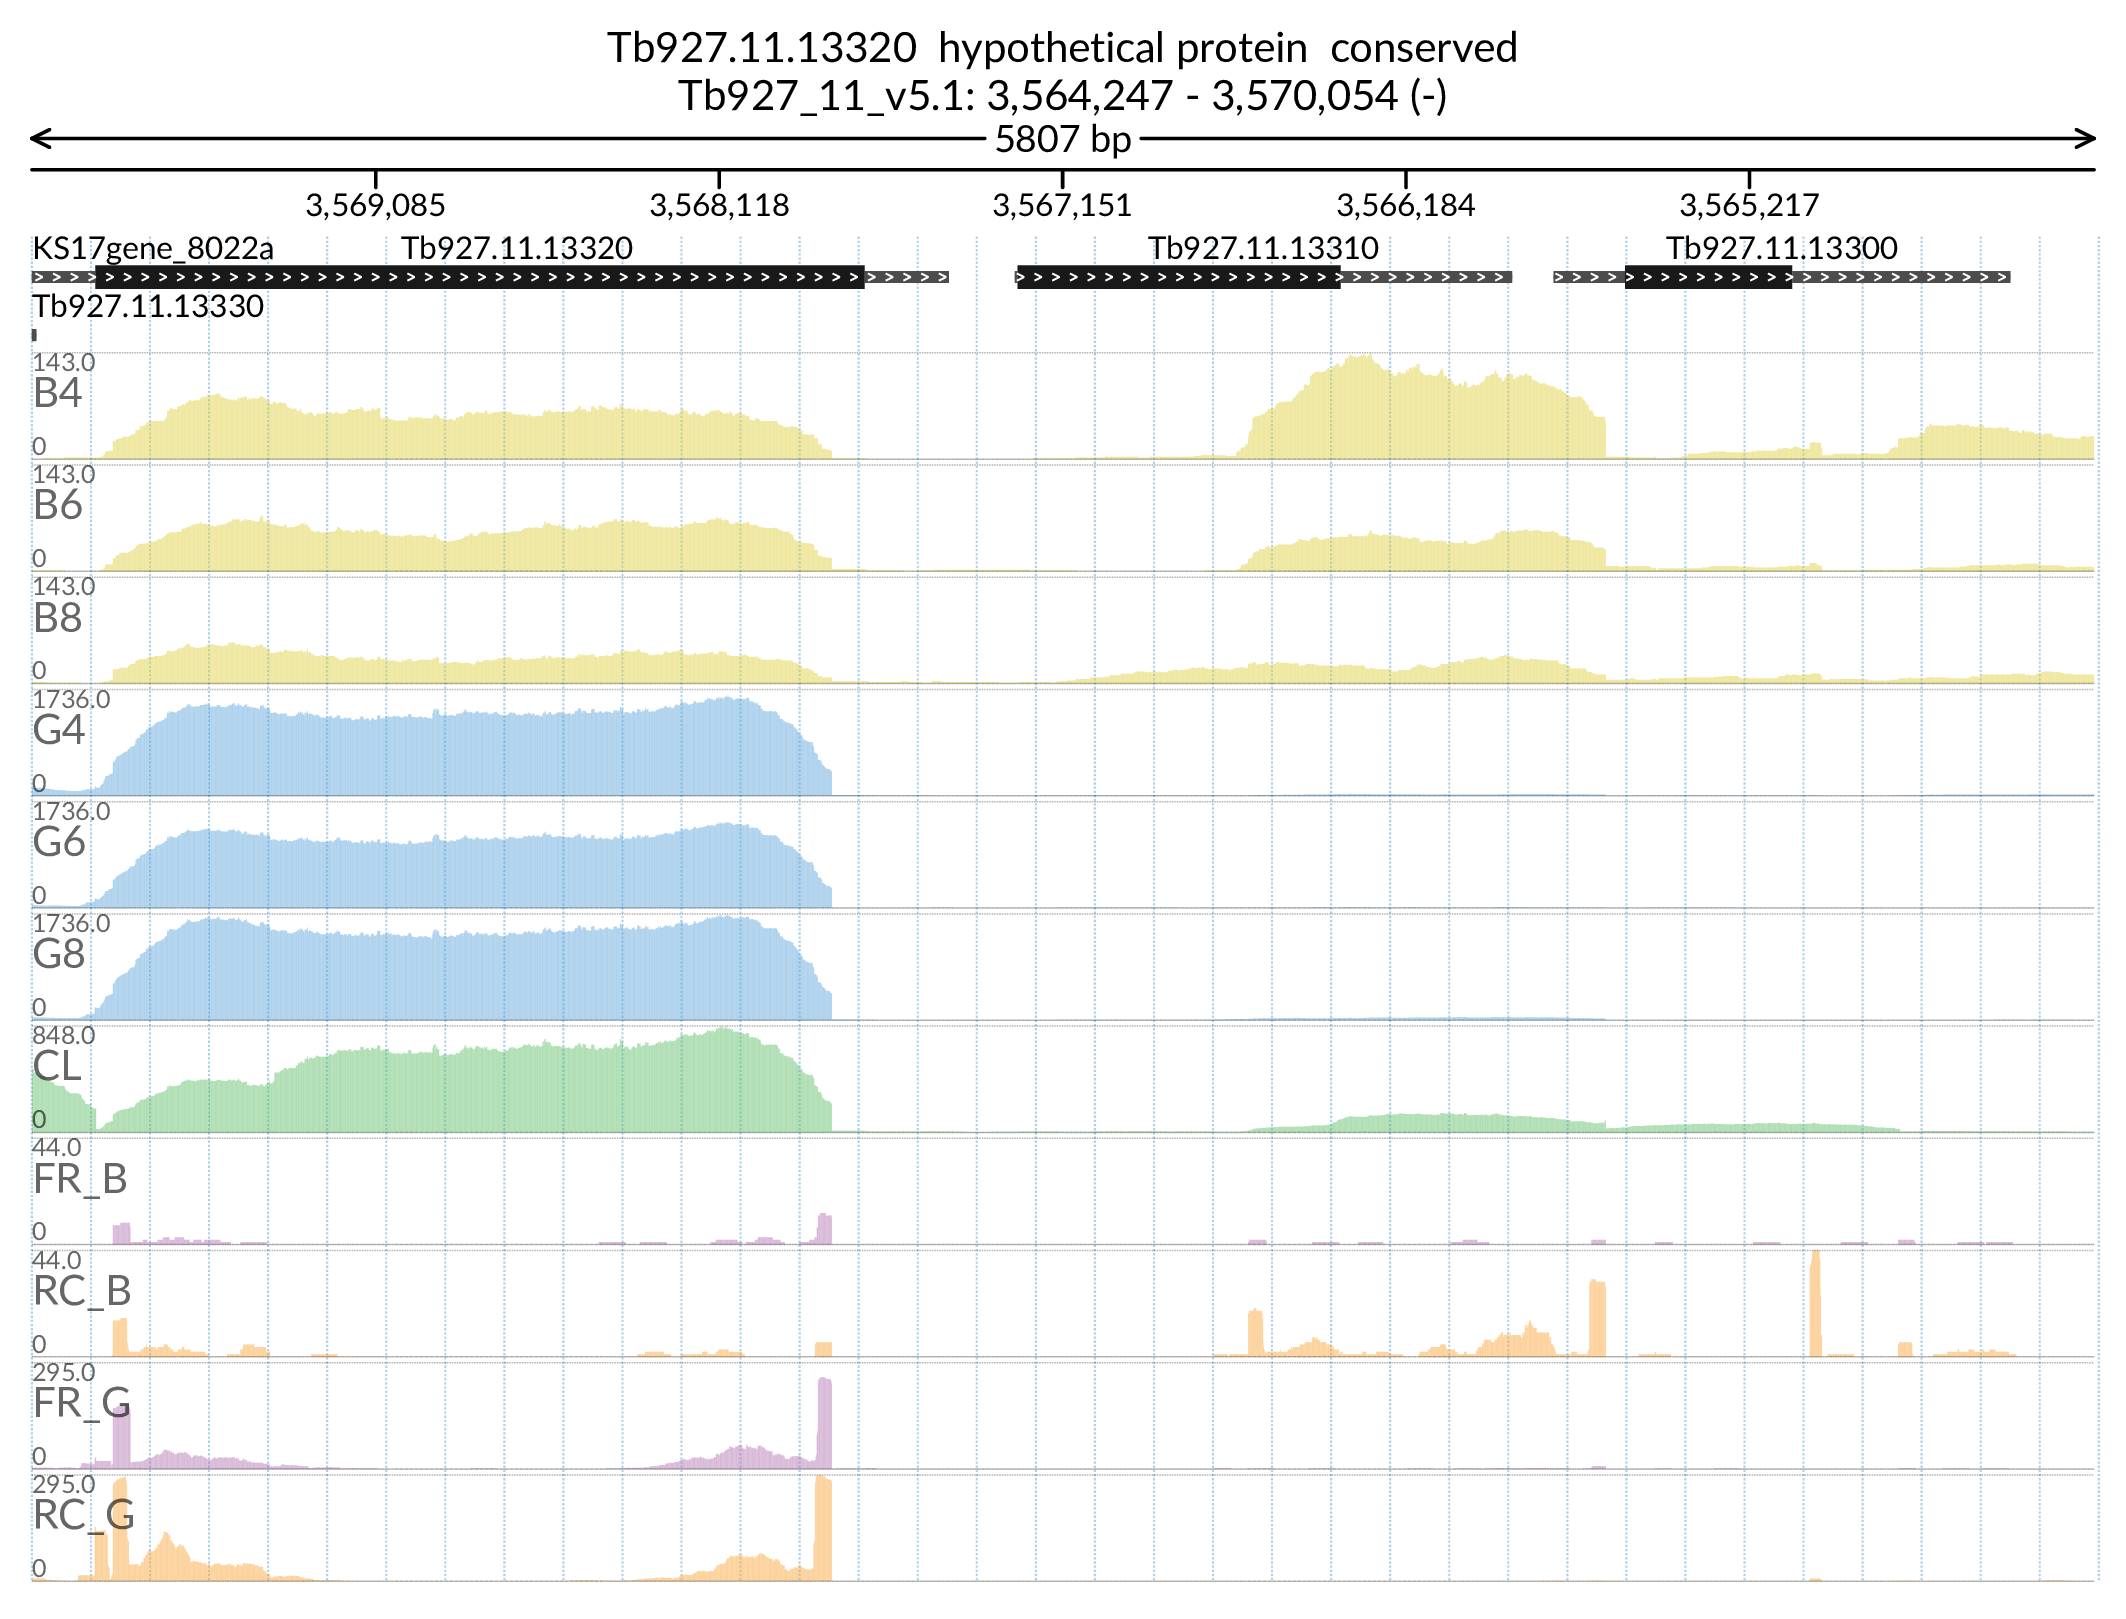 Tb927.11.13320 hypothetical protein conserved
Tb927_11_v5.1: 3,564,247 - 3,570,054 (-)
5807 bp
3,569,085 3,568,118 3,567,151 3,566,184 3,565,217
KS17gene_8022a Tb927.11.13320 Tb927.11.13310 Tb927.11.13300
Tb927.11.13330
143.0
B4
0
143.0
B6
0
143.0
B8
0
1736.0
G4
0
1736.0
G6
0
1736.0
G8
0
848.0
CL
0
44.0
FR_B
0
44.0
RC_B
0
295.0
FR_G
0
295.0
RC_G
0